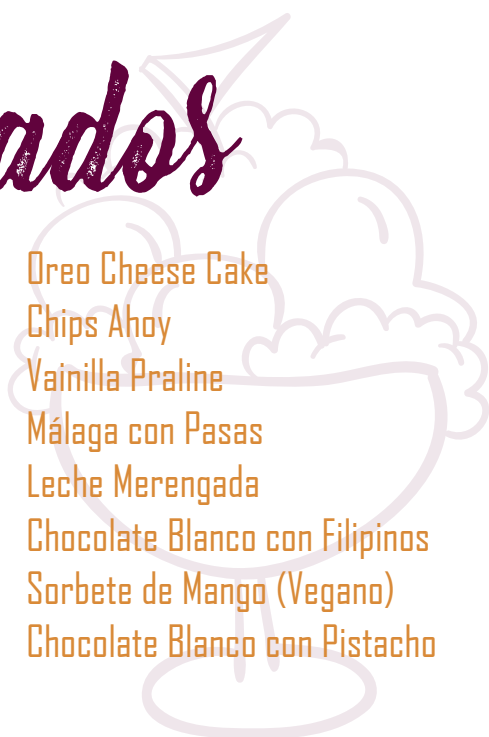 ados
Oreo Cheese Cake
Chips Ahoy
Vainilla Praline
Málaga con Pasas
Leche Merengada
Chocolate Blanco con Filipinos
Sorbete de Mango (Vegano)
Chocolate Blanco con Pistacho